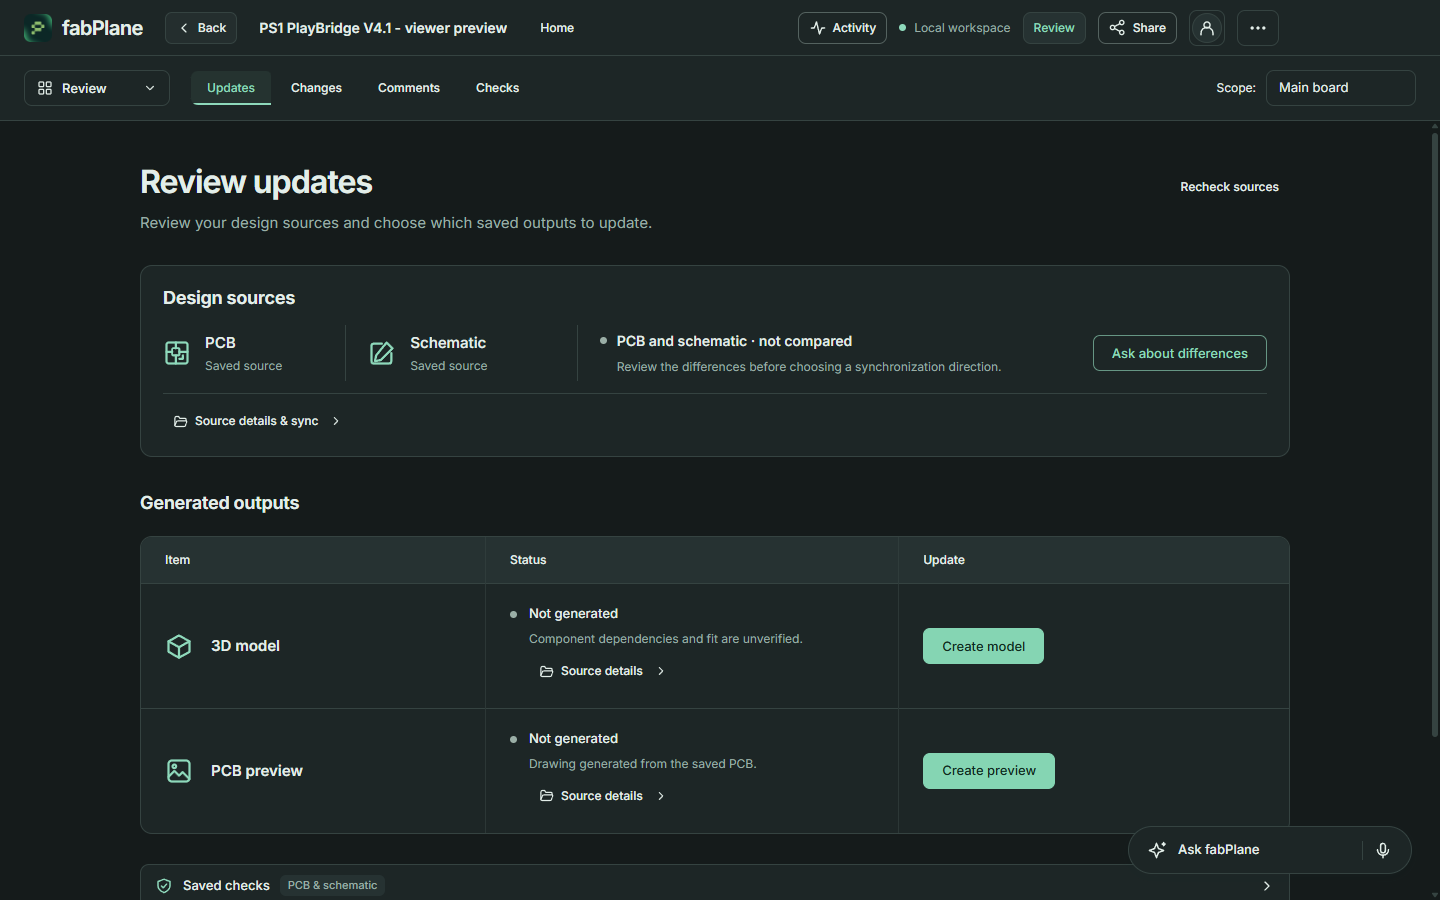 fabPlane
Back
PS1 PlayBridge V4.1 - viewer preview
Home
Activity
Local workspace
Review
Share
Review
Updates
Changes
Comments
Checks
Scope:
Main board
Review updates
Recheck sources
Review your design sources and choose which saved outputs to update.
Design sources
PCB
Saved source
Schematic
Saved source
PCB and schematic · not compared
Review the differences before choosing a synchronization direction.
Ask about differences
Source details & sync
Generated outputs
Item
Status
Update
3D model
Not generated
Component dependencies and fit are unverified.
Source details
Create model
PCB preview
Not generated
Drawing generated from the saved PCB.
Source details
Create preview
Ask fabPlane
Saved checks
PCB & schematic